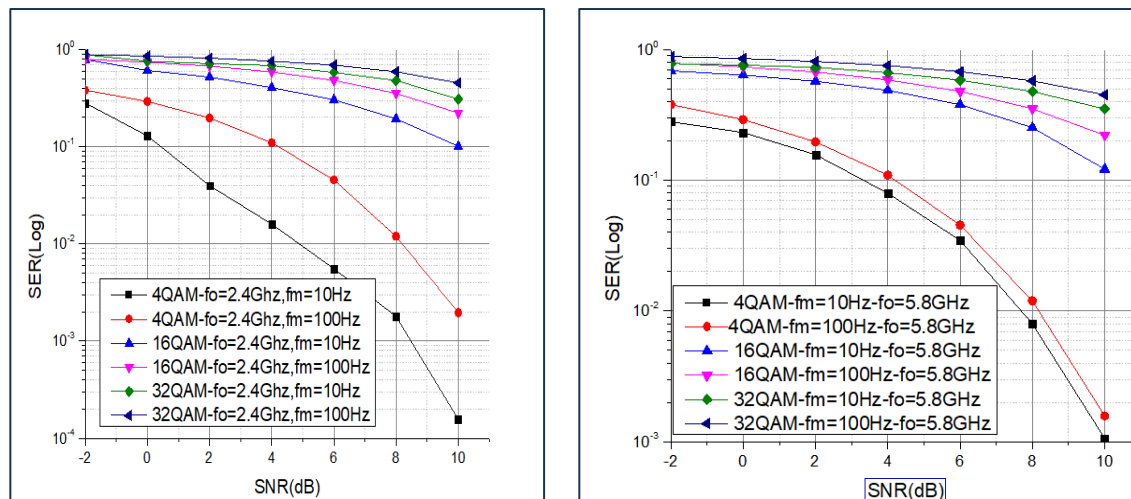 10^0
10^-1
10^-2
10^-3
10^-4
SER(Log)
4QAM-fo=2.4Ghz,fm=10Hz
4QAM-fo=2.4Ghz,fm=100Hz
16QAM-fo=2.4Ghz,fm=10Hz
16QAM-fo=2.4Ghz,fm=100Hz
32QAM-fo=2.4Ghz,fm=10Hz
32QAM-fo=2.4Ghz,fm=100Hz
-2 0 2 4 6 8 10
SNR(dB)
10^0
10^-1
10^-2
10^-3
SER(Log)
4QAM-fm=10Hz-fo=5.8GHz
4QAM-fm=100Hz-fo=5.8GHz
16QAM-fm=10Hz-fo=5.8GHz
16QAM-fm=100Hz-fo=5.8GHz
32QAM-fm=10Hz-fo=5.8GHz
32QAM-fm=100Hz-fo=5.8GHz
-2 0 2 4 6 8 10
SNR(dB)